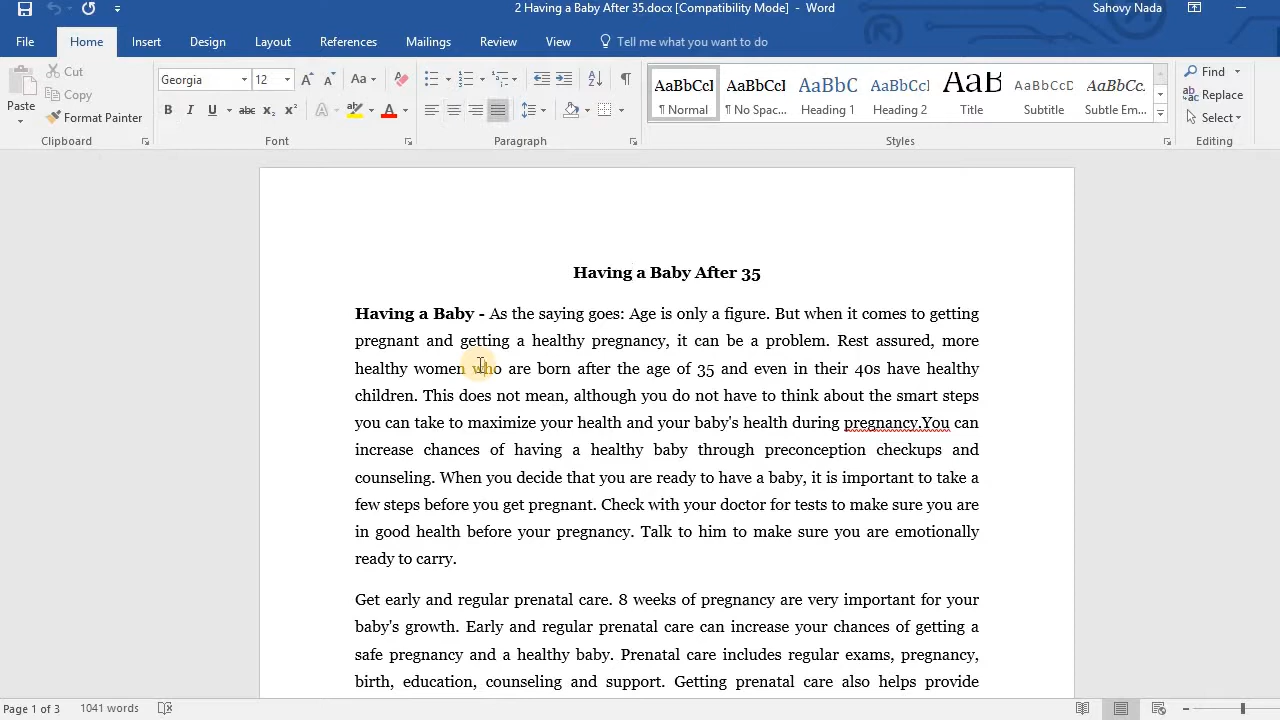 2 Having a Baby After 35.docx [Compatibility Mode] - Word
Sahovy Nada
File Home Insert Design Layout References Mailings Review View Tell me what you want to do
Paste
Cut
Copy
Format Painter
Clipboard
Georgia 12 Aa
B I U abc x₂ x² A A
Font
Paragraph
AaBbCcI AaBbCcI AaBbC AaBbCcI AaB AaBbCcD AaBbCc.
¶ Normal ¶ No Spac... Heading 1 Heading 2 Title Subtitle Subtle Em...
Styles
Find
Replace
Select
Editing
Having a Baby After 35
Having a Baby - As the saying goes: Age is only a figure. But when it comes to getting
pregnant and getting a healthy pregnancy, it can be a problem. Rest assured, more
healthy women who are born after the age of 35 and even in their 40s have healthy
children. This does not mean, although you do not have to think about the smart steps
you can take to maximize your health and your baby's health during pregnancy.You can
increase chances of having a healthy baby through preconception checkups and
counseling. When you decide that you are ready to have a baby, it is important to take a
few steps before you get pregnant. Check with your doctor for tests to make sure you are
in good health before your pregnancy. Talk to him to make sure you are emotionally
ready to carry.
Get early and regular prenatal care. 8 weeks of pregnancy are very important for your
baby's growth. Early and regular prenatal care can increase your chances of getting a
safe pregnancy and a healthy baby. Prenatal care includes regular exams, pregnancy,
birth, education, counseling and support. Getting prenatal care also helps provide
Page 1 of 3 1041 words